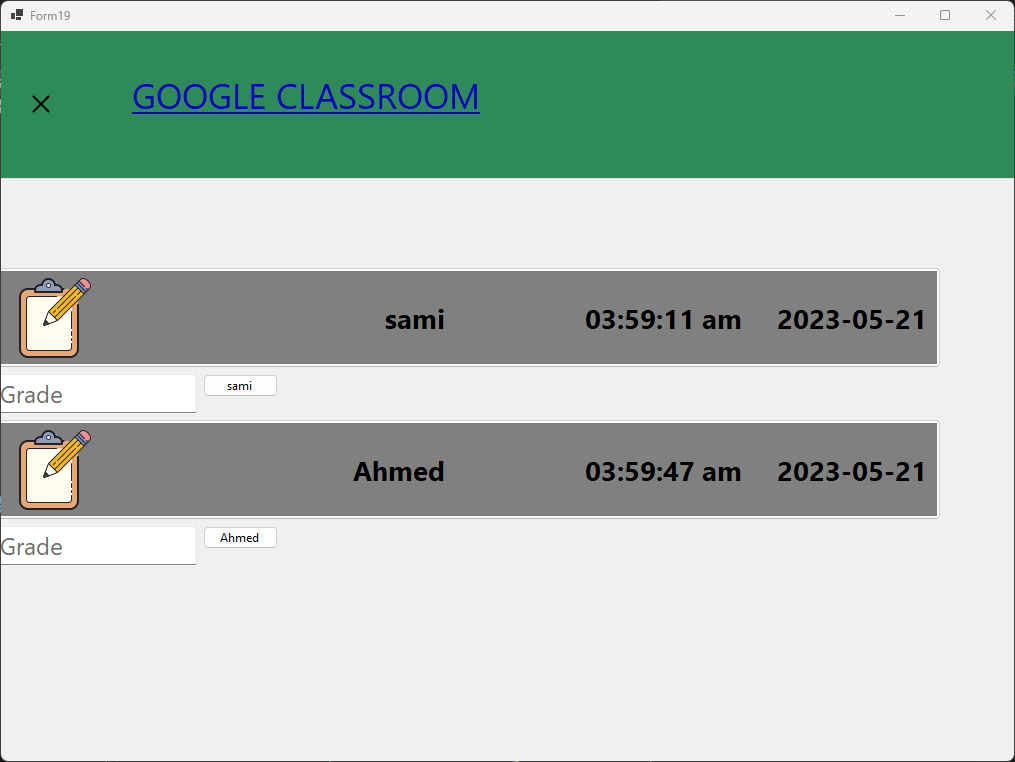 Form19
GOOGLE CLASSROOM
sami 03:59:11 am 2023-05-21
Grade sami
Ahmed 03:59:47 am 2023-05-21
Grade Ahmed